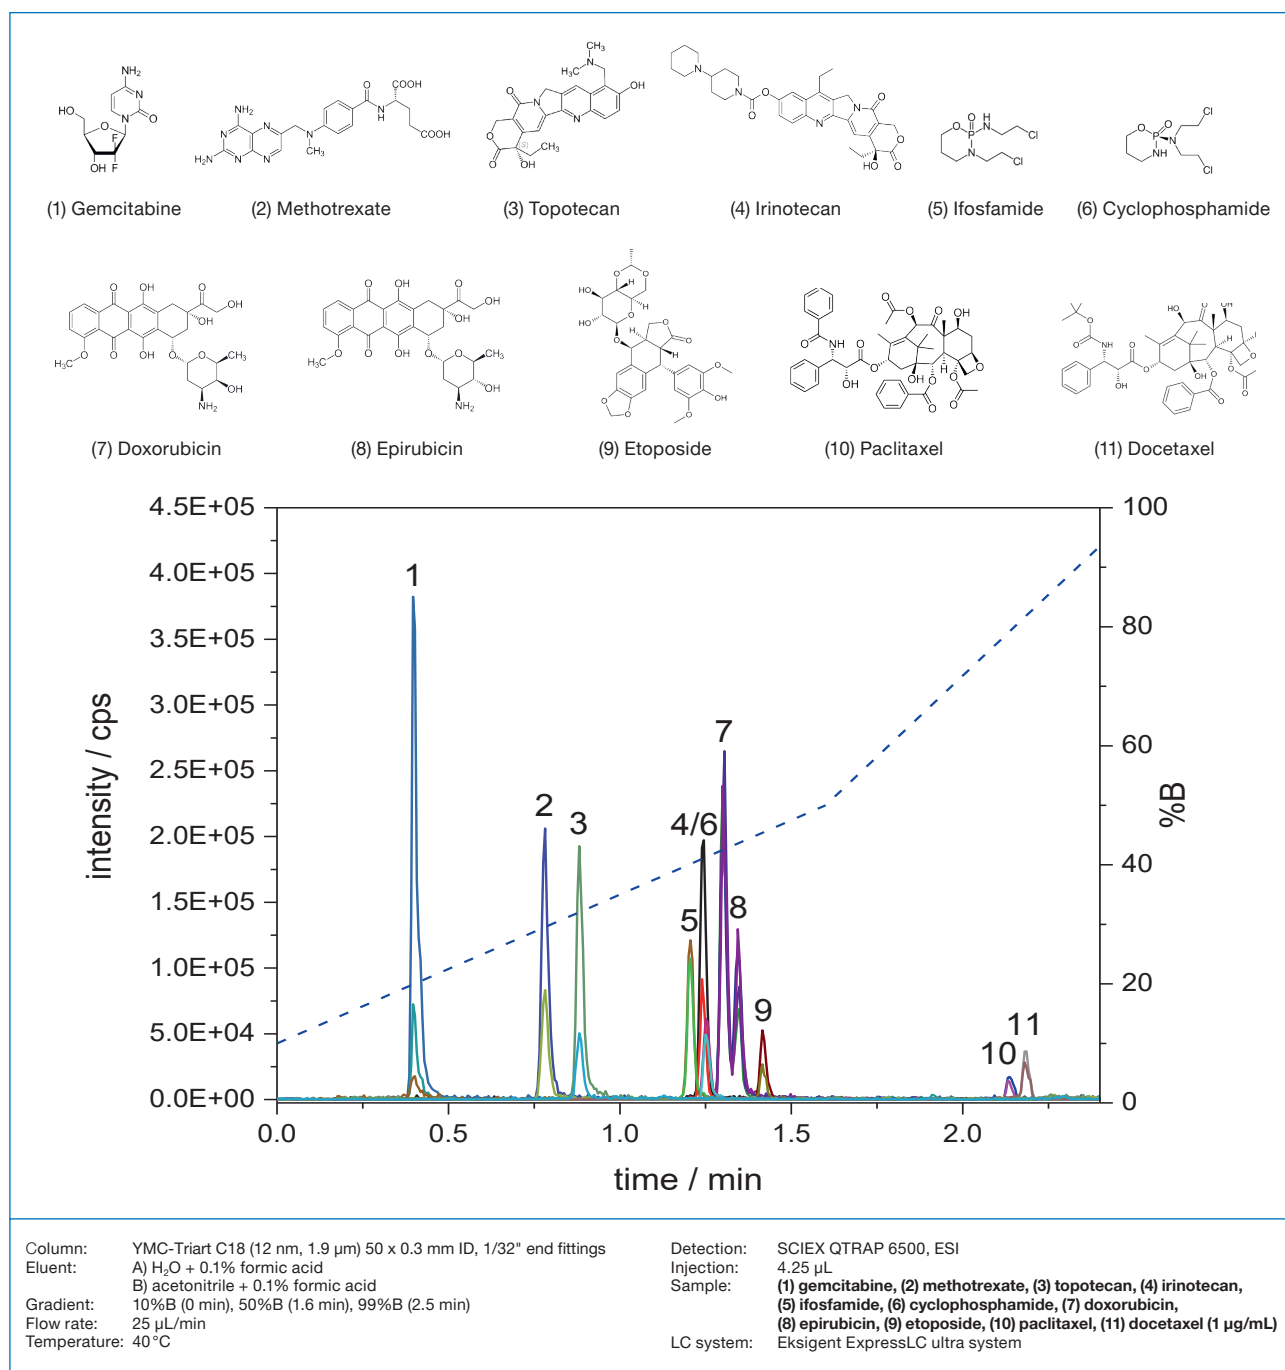 (1) Gemcitabine
(2) Methotrexate
(3) Topotecan
(4) Irinotecan
(5) Ifosfamide
(6) Cyclophosphamide
(7) Doxorubicin
(8) Epirubicin
(9) Etoposide
(10) Paclitaxel
(11) Docetaxel
intensity / cps
4.5E+05
4.0E+05
3.5E+05
3.0E+05
2.5E+05
2.0E+05
1.5E+05
1.0E+05
5.0E+04
0.0E+00
1
2
3
4/6
5
7
8
9
10
11
100
80
60
40
20
0
%B
0.0 0.5 1.0 1.5 2.0
time / min
Column: YMC-Triart C18 (12 nm, 1.9 µm) 50 x 0.3 mm ID, 1/32" end fittings
Eluent: A) H₂O + 0.1% formic acid
B) acetonitrile + 0.1% formic acid
Gradient: 10%B (0 min), 50%B (1.6 min), 99%B (2.5 min)
Flow rate: 25 µL/min
Temperature: 40°C
Detection: SCIEX QTRAP 6500, ESI
Injection: 4.25 µL
Sample: (1) gemcitabine, (2) methotrexate, (3) topotecan, (4) irinotecan,
(5) ifosfamide, (6) cyclophosphamide, (7) doxorubicin,
(8) epirubicin, (9) etoposide, (10) paclitaxel, (11) docetaxel (1 µg/mL)
LC system: Eksigent ExpressLC ultra system